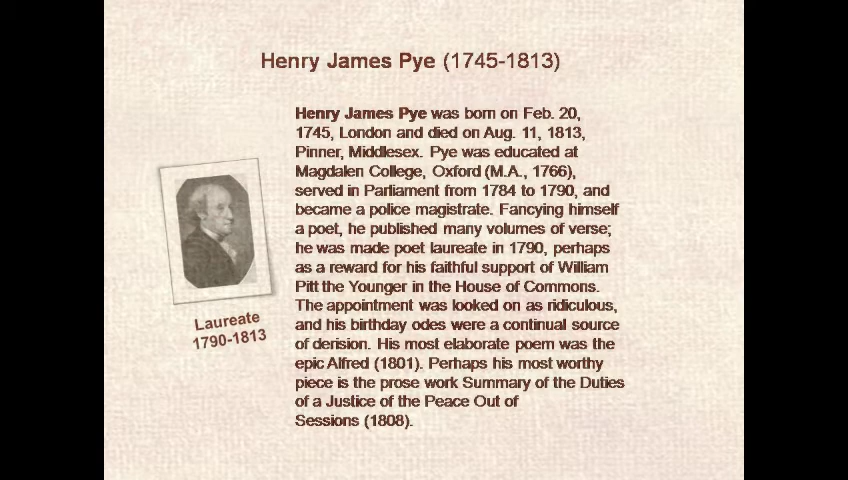 Henry James Pye (1745-1813)
Henry James Pye was born on Feb. 20,
1745, London and died on Aug. 11, 1813,
Pinner, Middlesex. Pye was educated at
Magdalen College, Oxford (M.A., 1766),
served in Parliament from 1784 to 1790, and
became a police magistrate. Fancying himself
a poet, he published many volumes of verse;
he was made poet laureate in 1790, perhaps
as a reward for his faithful support of William
Pitt the Younger in the House of Commons.
The appointment was looked on as ridiculous,
and his birthday odes were a continual source
of derision. His most elaborate poem was the
epic Alfred (1801). Perhaps his most worthy
piece is the prose work Summary of the Duties
of a Justice of the Peace Out of
Sessions (1808).
Laureate
1790-1813